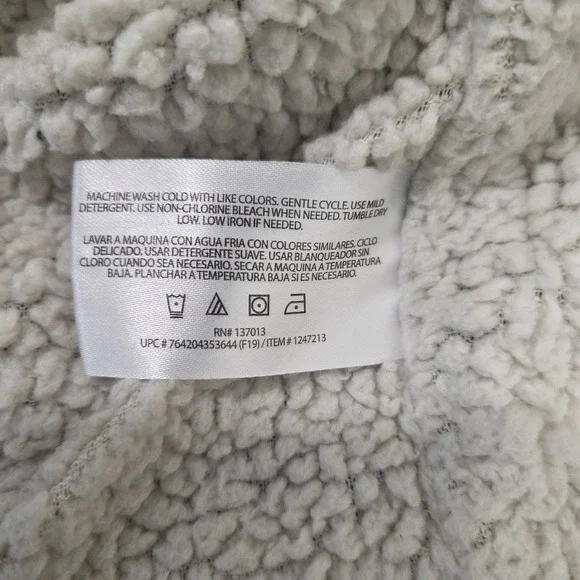 MACHINE WASH COLD WITH LIKE COLORS. GENTLE CYCLE. USE MILD
DETERGENT. USE NON-CHLORINE BLEACH WHEN NEEDED. TUMBLE DRY
LOW. LOW IRON IF NEEDED.
LAVAR A MAQUINA CON AGUA FRIA CON COLORES SIMILARES. CICLO
DELICADO. USAR DETERGENTE SUAVE. USAR BLANQUEADOR SIN
CLORO CUANDO SEA NECESARIO. SECAR A MAQUINA A TEMPERATURA
BAJA. PLANCHAR A TEMPERATURA BAJA SI ES NECESARIO.
RN# 137013
UPC # 764204353644 (F19) / ITEM # 1247213